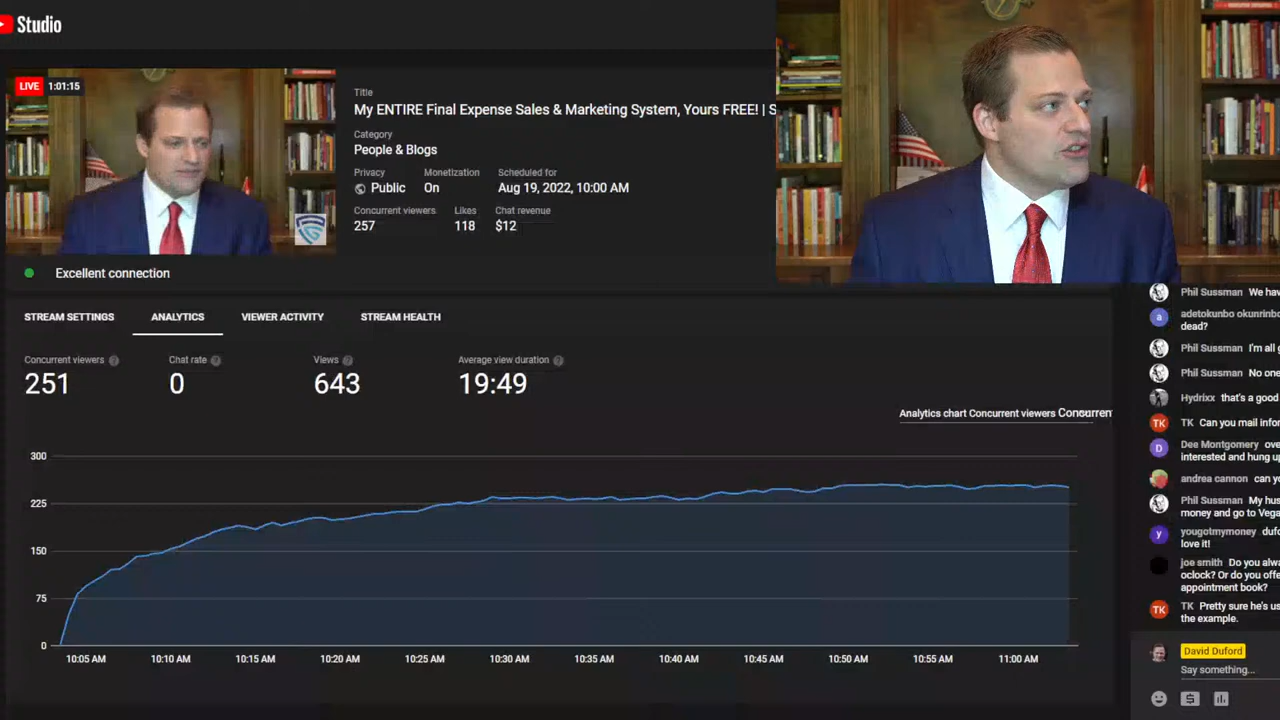 Studio
LIVE 1:01:15
Title
My ENTIRE Final Expense Sales & Marketing System, Yours FREE! | S
Category
People & Blogs
Privacy Monetization Scheduled for
Public On Aug 19, 2022, 10:00 AM
Concurrent viewers Likes Chat revenue
257 118 $12
Excellent connection
STREAM SETTINGS ANALYTICS VIEWER ACTIVITY STREAM HEALTH
Concurrent viewers ? Chat rate ? Views ? Average view duration ?
251 0 643 19:49
Analytics chart Concurrent viewers Concurrent
300
225
150
75
0
10:05 AM 10:10 AM 10:15 AM 10:20 AM 10:25 AM 10:30 AM 10:35 AM 10:40 AM 10:45 AM 10:50 AM 10:55 AM 11:00 AM
Phil Sussman We hav
a adetokunbo okunrinbo
dead?
Phil Sussman I'm all g
Phil Sussman No one
Hydrixx that's a good
TK TK Can you mail infor
D Dee Montgomery ove
interested and hung up
andrea cannon can yo
Phil Sussman My hus
money and go to Vega
y yougotmymoney dufo
love it!
joe smith Do you alwa
oclock? Or do you offe
appointment book?
TK TK Pretty sure he's us
the example.
David Duford
Say something...